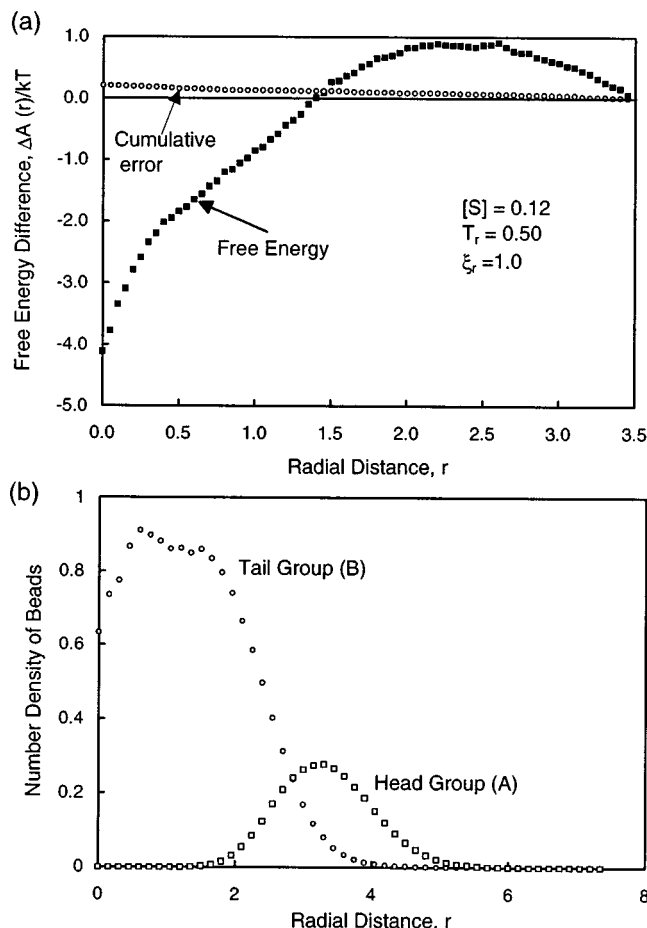 (a)
Free Energy Difference, ΔA (r)/kT
1.0
0.0
-1.0
-2.0
-3.0
-4.0
-5.0
Cumulative
error
Free Energy
[S] = 0.12
Tr = 0.50
ξr =1.0
0.0 0.5 1.0 1.5 2.0 2.5 3.0 3.5
Radial Distance, r
(b)
Number Density of Beads
1
0.8
0.6
0.4
0.2
0
Tail Group (B)
Head Group (A)
0 2 4 6 8
Radial Distance, r